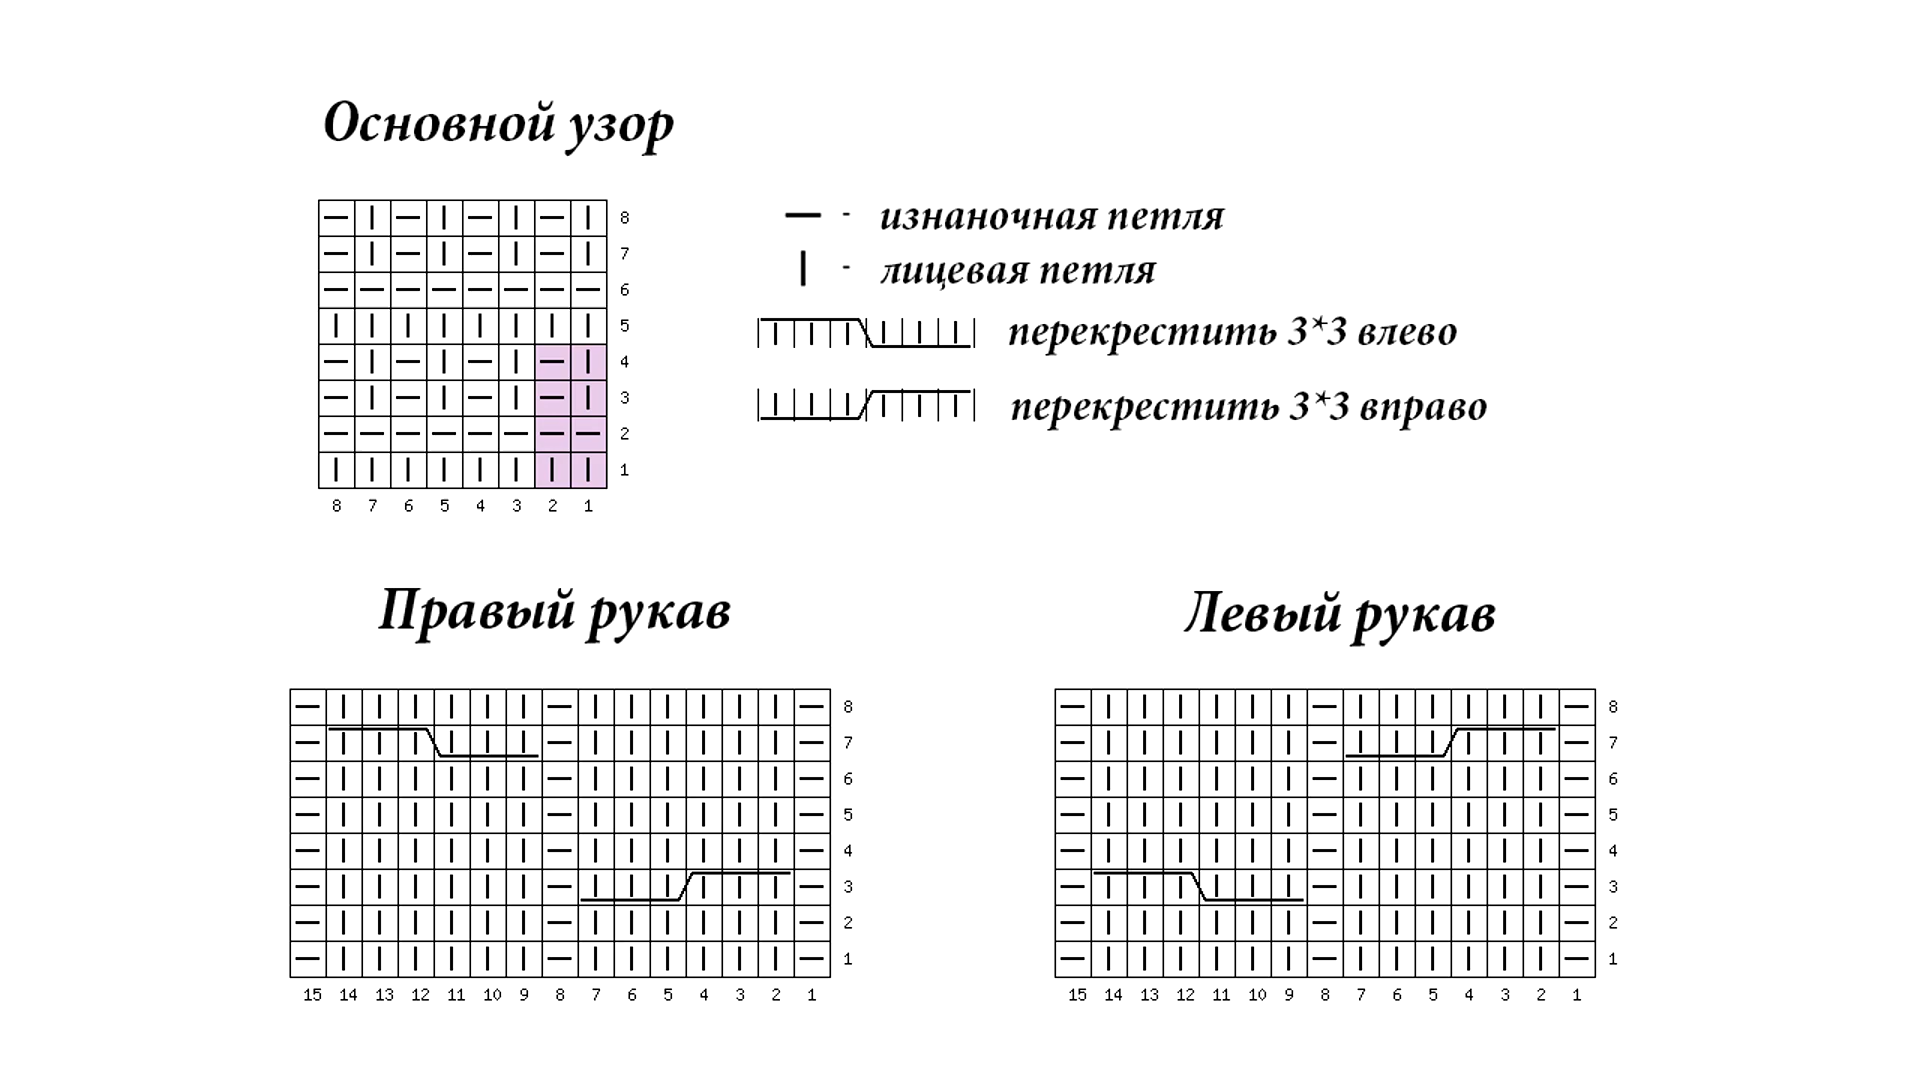 Основной узор
8
7
6
5
4
3
2
1
8 7 6 5 4 3 2 1
- изнаночная петля
- лицевая петля
перекрестить 3*3 влево
перекрестить 3*3 вправо
Правый рукав
8
7
6
5
4
3
2
1
15 14 13 12 11 10 9 8 7 6 5 4 3 2 1
Левый рукав
8
7
6
5
4
3
2
1
15 14 13 12 11 10 9 8 7 6 5 4 3 2 1